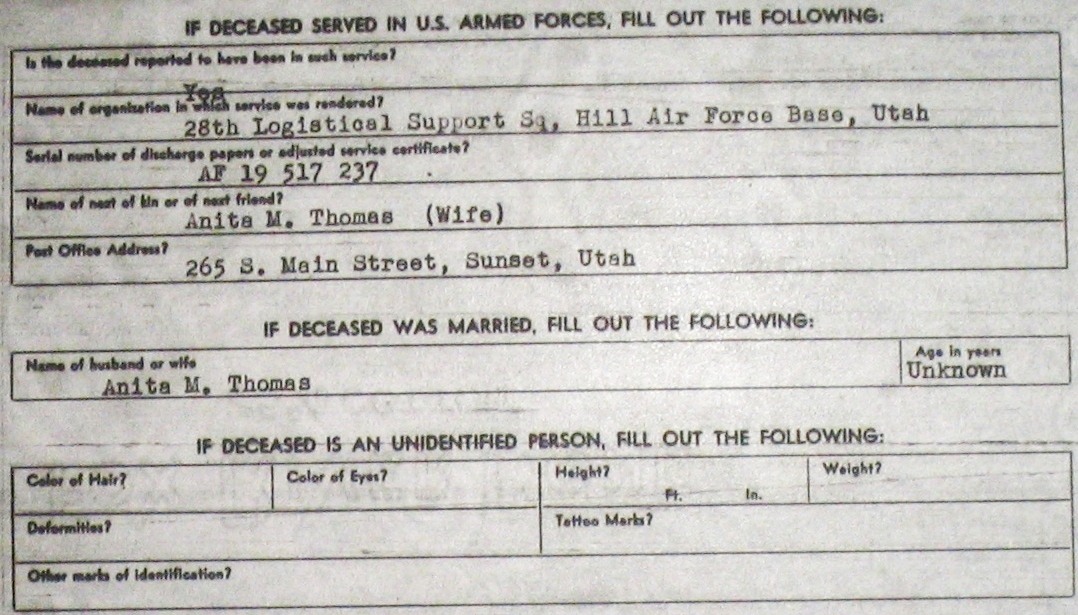 IF DECEASED SERVED IN U.S. ARMED FORCES, FILL OUT THE FOLLOWING:
Is the deceased reported to have been in such service?
Yes
Name of organization in which service was rendered?
28th Logistical Support Sq, Hill Air Force Base, Utah
Serial number of discharge papers or adjusted service certificate?
AF 19 517 237
Name of next of kin or of next friend?
Anita M. Thomas (Wife)
Post Office Address?
265 S. Main Street, Sunset, Utah
IF DECEASED WAS MARRIED, FILL OUT THE FOLLOWING:
Name of husband or wife
Age in years
Anita M. Thomas
Unknown
IF DECEASED IS AN UNIDENTIFIED PERSON, FILL OUT THE FOLLOWING:
Color of Hair?
Color of Eyes?
Height?
Ft. In.
Weight?
Deformities?
Tattoo Marks?
Other marks of identification?